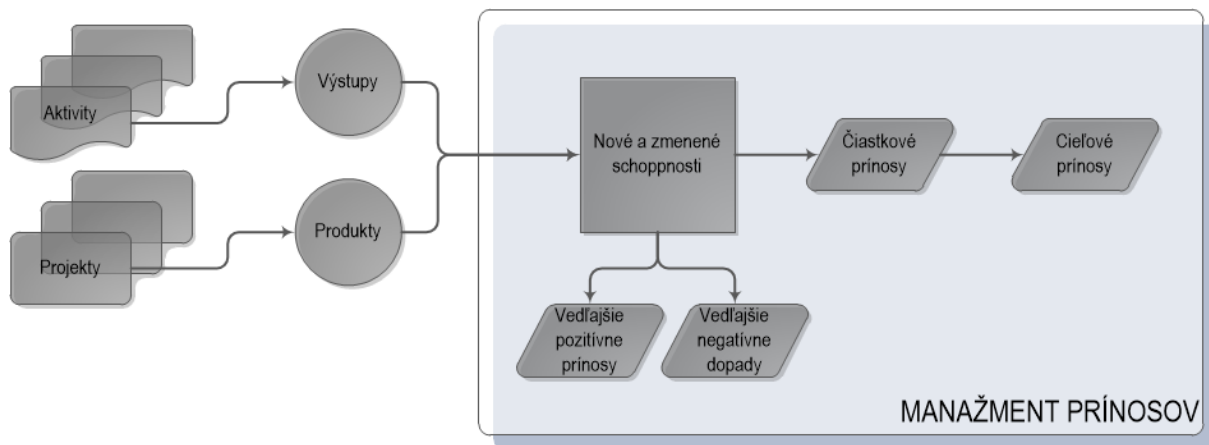 Aktivity
Výstupy
Projekty
Produkty
Nové a zmenené
schoppnosti
Čiastkové
prínosy
Cieľové
prínosy
Vedľajšie
pozitívne
prínosy
Vedľajšie
negatívne
dopady
MANAŽMENT PRÍNOSOV